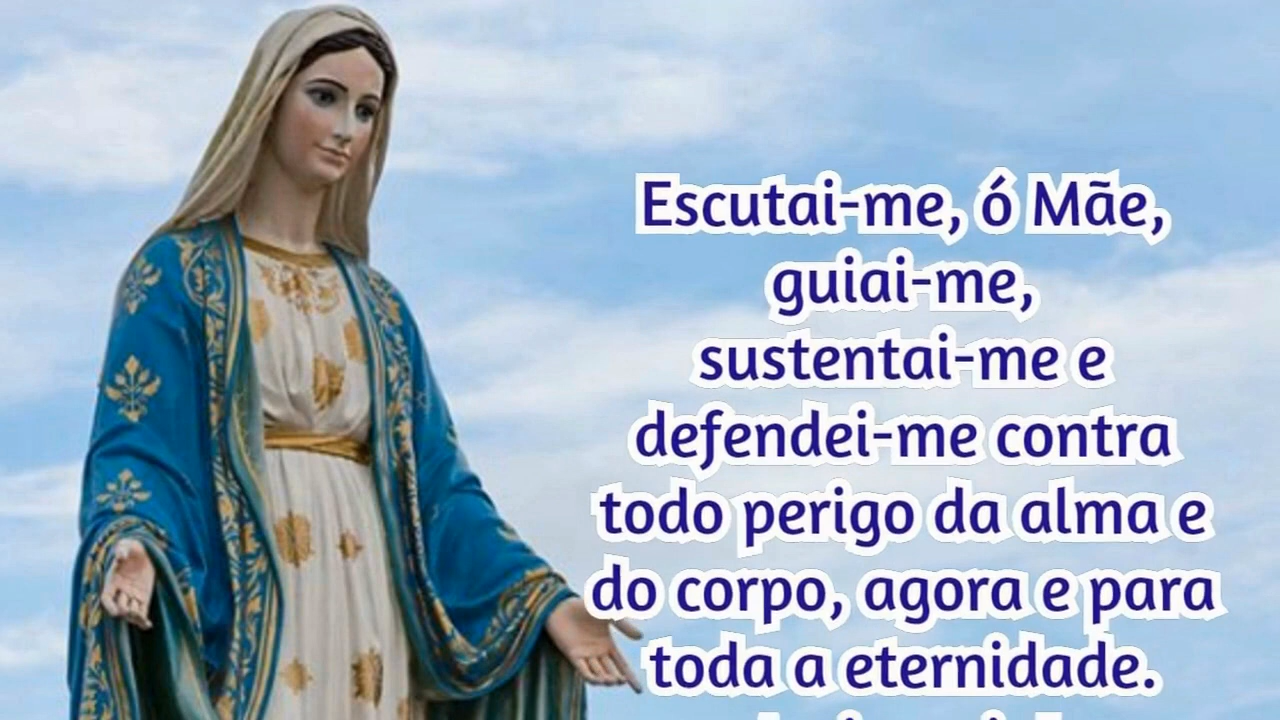 Escutai-me, ó Mãe,
guiai-me,
sustentai-me e
defendei-me contra
todo perigo da alma e
do corpo, agora e para
toda a eternidade.